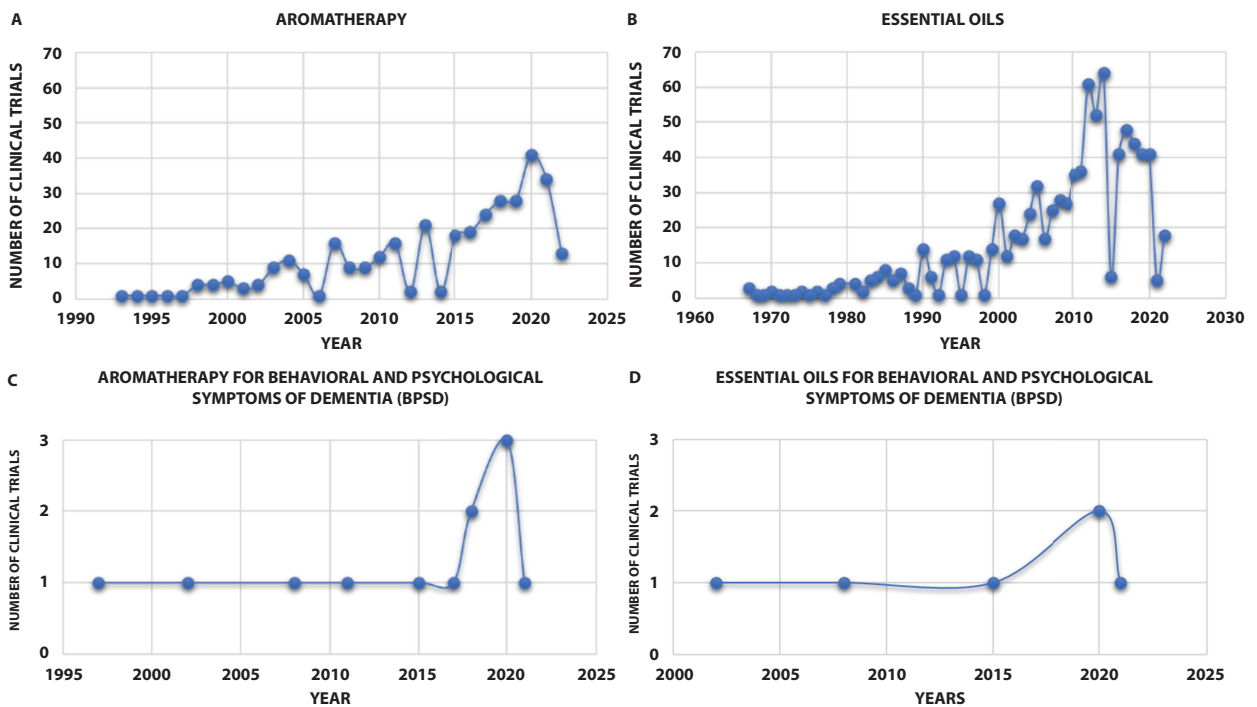 A
AROMATHERAPY
NUMBER OF CLINICAL TRIALS
70
60
50
40
30
20
10
0
1990
1995
2000
2005
2010
2015
2020
2025
YEAR
B
ESSENTIAL OILS
NUMBER OF CLINICAL TRIALS
70
60
50
40
30
20
10
0
1960
1970
1980
1990
2000
2010
2020
2030
YEAR
C
AROMATHERAPY FOR BEHAVIORAL AND PSYCHOLOGICAL
SYMPTOMS OF DEMENTIA (BPSD)
NUMBER OF CLINICAL TRIALS
3
2
1
0
1995
2000
2005
2010
2015
2020
2025
YEAR
D
ESSENTIAL OILS FOR BEHAVIORAL AND PSYCHOLOGICAL
SYMPTOMS OF DEMENTIA (BPSD)
NUMBER OF CLINICAL TRIALS
3
2
1
0
2000
2005
2010
2015
2020
2025
YEARS